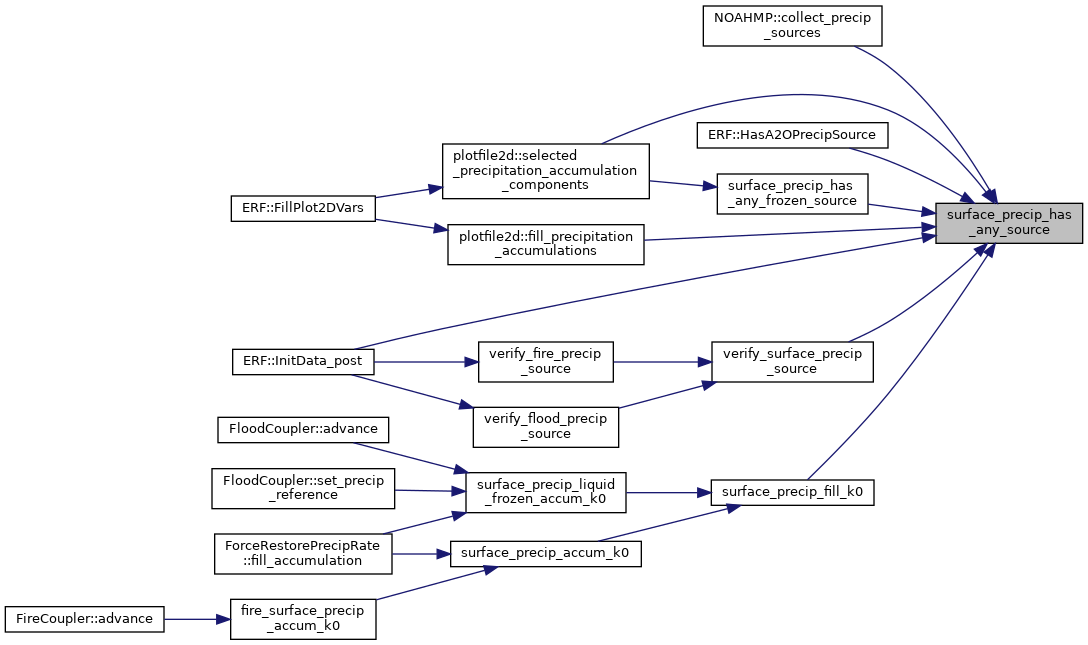 NOAHMP::collect_precip
_sources
plotfile2d::selected
_precipitation_accumulation
_components
ERF::HasA2OPrecipSource
surface_precip_has
_any_frozen_source
ERF::FillPlot2DVars
surface_precip_has
_any_source
plotfile2d::fill_precipitation
_accumulations
ERF::InitData_post
verify_fire_precip
_source
verify_surface_precip
_source
verify_flood_precip
_source
FloodCoupler::advance
FloodCoupler::set_precip
_reference
surface_precip_liquid
_frozen_accum_k0
surface_precip_fill_k0
ForceRestorePrecipRate
::fill_accumulation
surface_precip_accum_k0
FireCoupler::advance
fire_surface_precip
_accum_k0